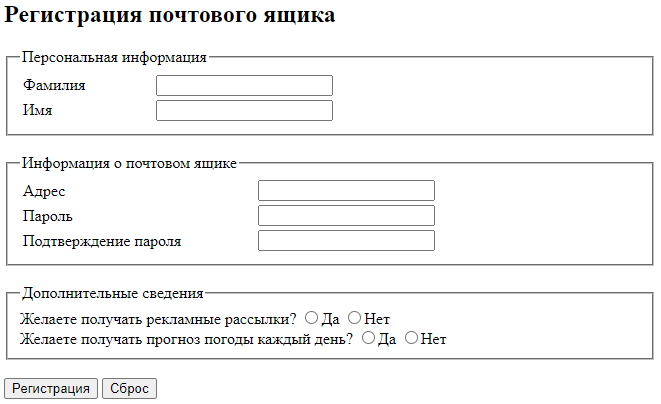 Регистрация почтового ящика
Персональная информация
Фамилия
Имя
Информация о почтовом ящике
Адрес
Пароль
Подтверждение пароля
Дополнительные сведения
Желаете получать рекламные рассылки? Да Нет
Желаете получать прогноз погоды каждый день? Да Нет
Регистрация Сброс